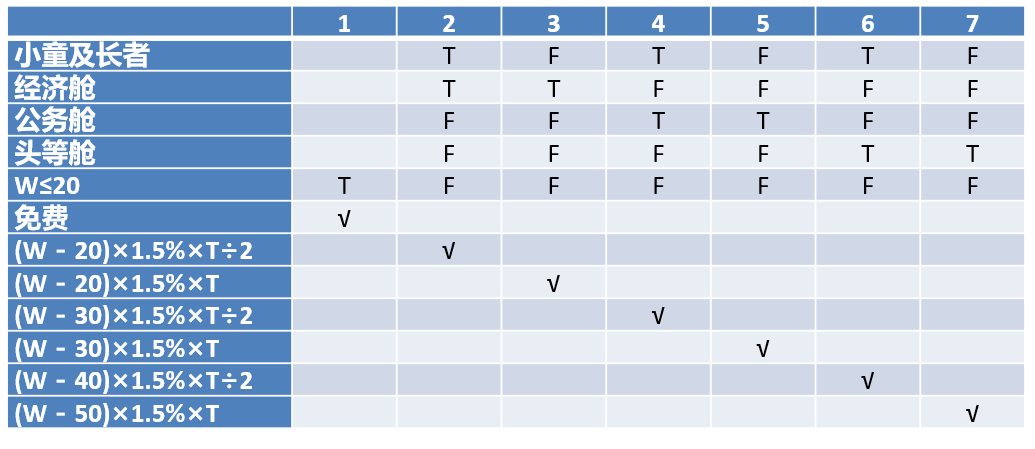 1 2 3 4 5 6 7
小童及长者 T F T F T F
经济舱 T T F F F F
公务舱 F F T T F F
头等舱 F F F F T T
W≤20 T F F F F F F
免费 √
(W - 20)×1.5%×T÷2 √
(W - 20)×1.5%×T √
(W - 30)×1.5%×T÷2 √
(W - 30)×1.5%×T √
(W - 40)×1.5%×T÷2 √
(W - 50)×1.5%×T √